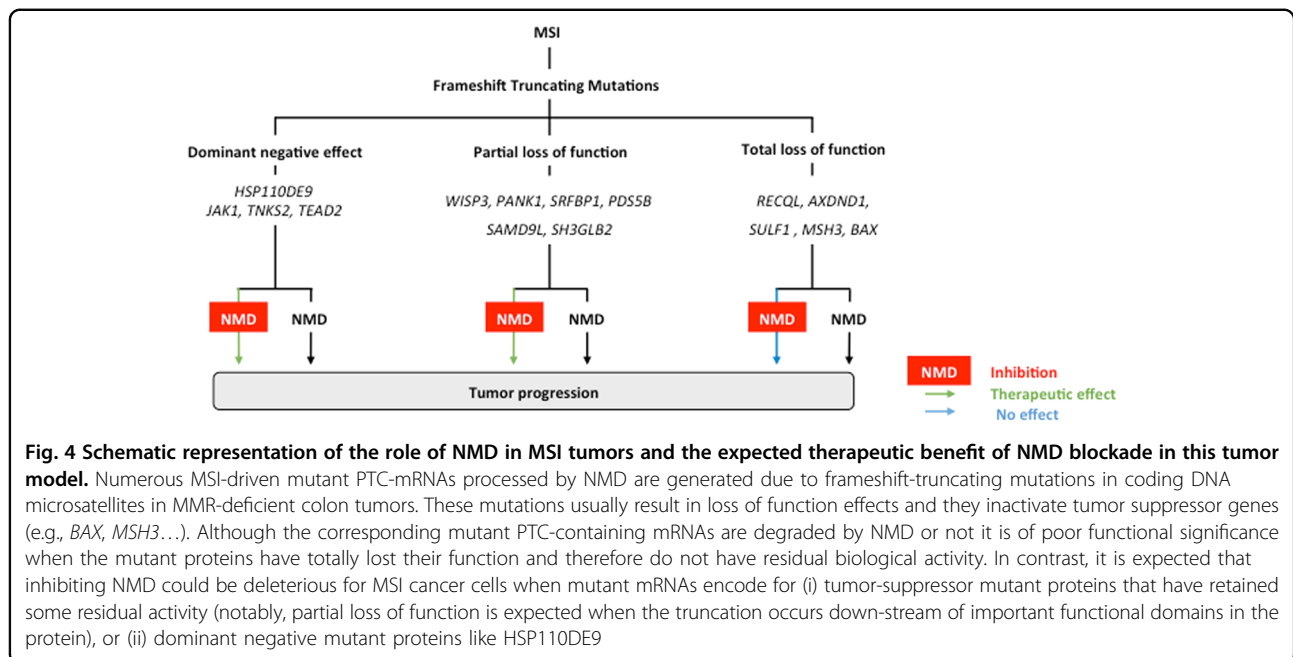 MSI
Frameshift Truncating Mutations
Dominant negative effect
Partial loss of function
Total loss of function
HSP110DE9
JAK1, TNKS2, TEAD2
WISP3, PANK1, SRFBP1, PDS5B
SAMD9L, SH3GLB2
RECQL, AXDND1,
SULF1 , MSH3, BAX
NMD NMD NMD NMD NMD NMD
Tumor progression
NMD Inhibition
Therapeutic effect
No effect
Fig. 4 Schematic representation of the role of NMD in MSI tumors and the expected therapeutic benefit of NMD blockade in this tumor
model. Numerous MSI-driven mutant PTC-mRNAs processed by NMD are generated due to frameshift-truncating mutations in coding DNA
microsatellites in MMR-deficient colon tumors. These mutations usually result in loss of function effects and they inactivate tumor suppressor genes
(e.g., BAX, MSH3…). Although the corresponding mutant PTC-containing mRNAs are degraded by NMD or not it is of poor functional significance
when the mutant proteins have totally lost their function and therefore do not have residual biological activity. In contrast, it is expected that
inhibiting NMD could be deleterious for MSI cancer cells when mutant mRNAs encode for (i) tumor-suppressor mutant proteins that have retained
some residual activity (notably, partial loss of function is expected when the truncation occurs down-stream of important functional domains in the
protein), or (ii) dominant negative mutant proteins like HSP110DE9